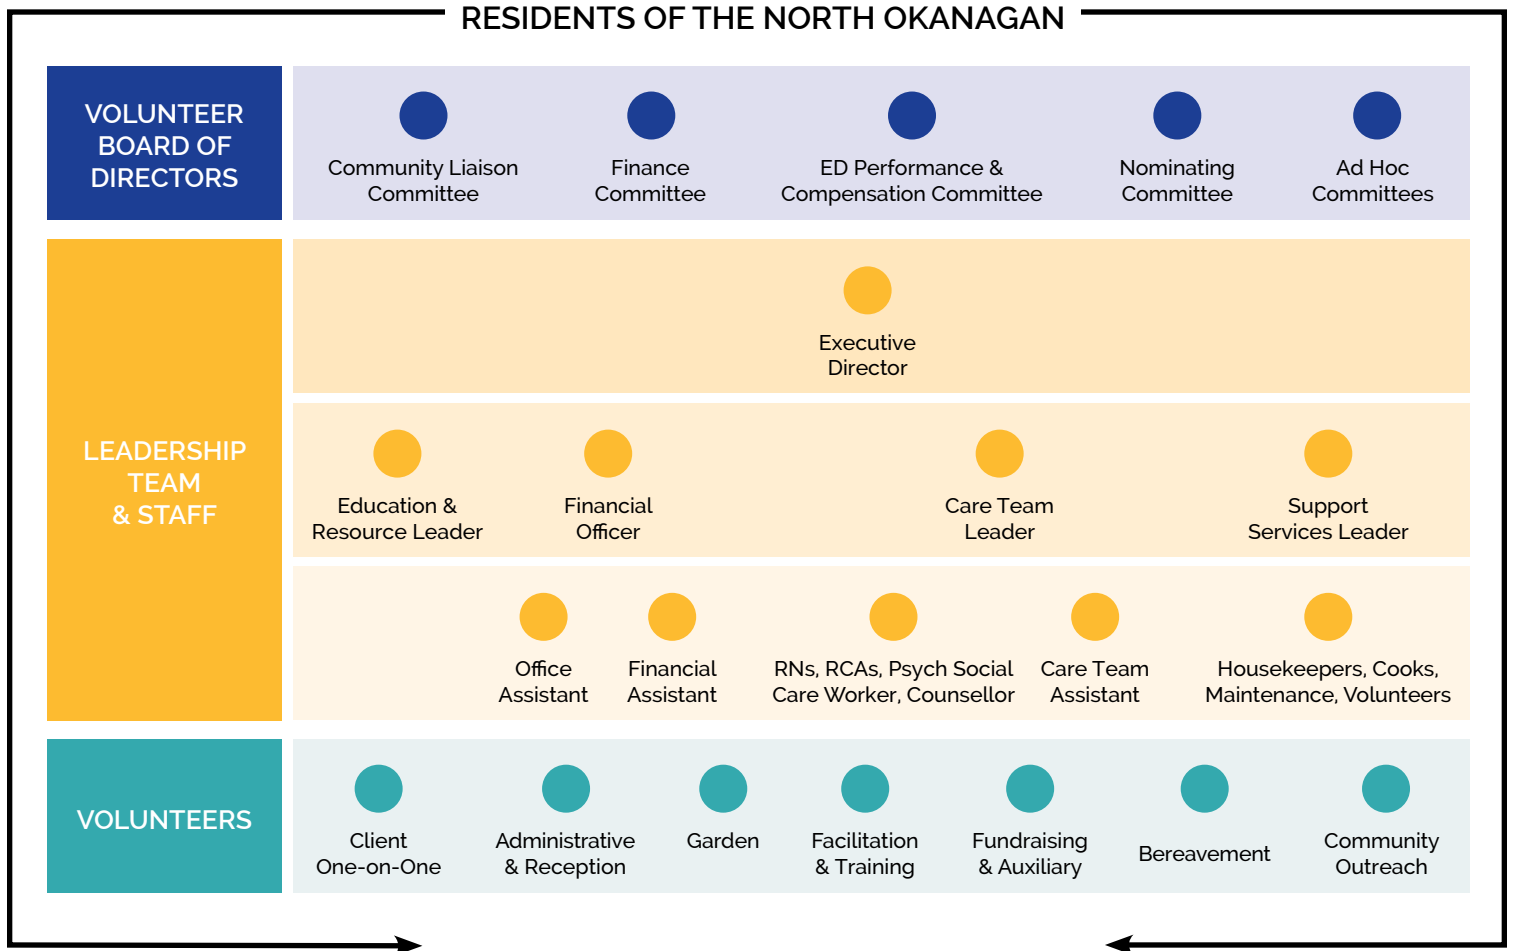 RESIDENTS OF THE NORTH OKANAGAN
VOLUNTEER
BOARD OF
DIRECTORS
Community Liaison
Committee
Finance
Committee
ED Performance &
Compensation Committee
Nominating
Committee
Ad Hoc
Committees
LEADERSHIP
TEAM
& STAFF
Executive
Director
Education &
Resource Leader
Financial
Officer
Care Team
Leader
Support
Services Leader
Office
Assistant
Financial
Assistant
RNs, RCAs, Psych Social
Care Worker, Counsellor
Care Team
Assistant
Housekeepers, Cooks,
Maintenance, Volunteers
VOLUNTEERS
Client
One-on-One
Administrative
& Reception
Garden
Facilitation
& Training
Fundraising
& Auxiliary
Bereavement
Community
Outreach